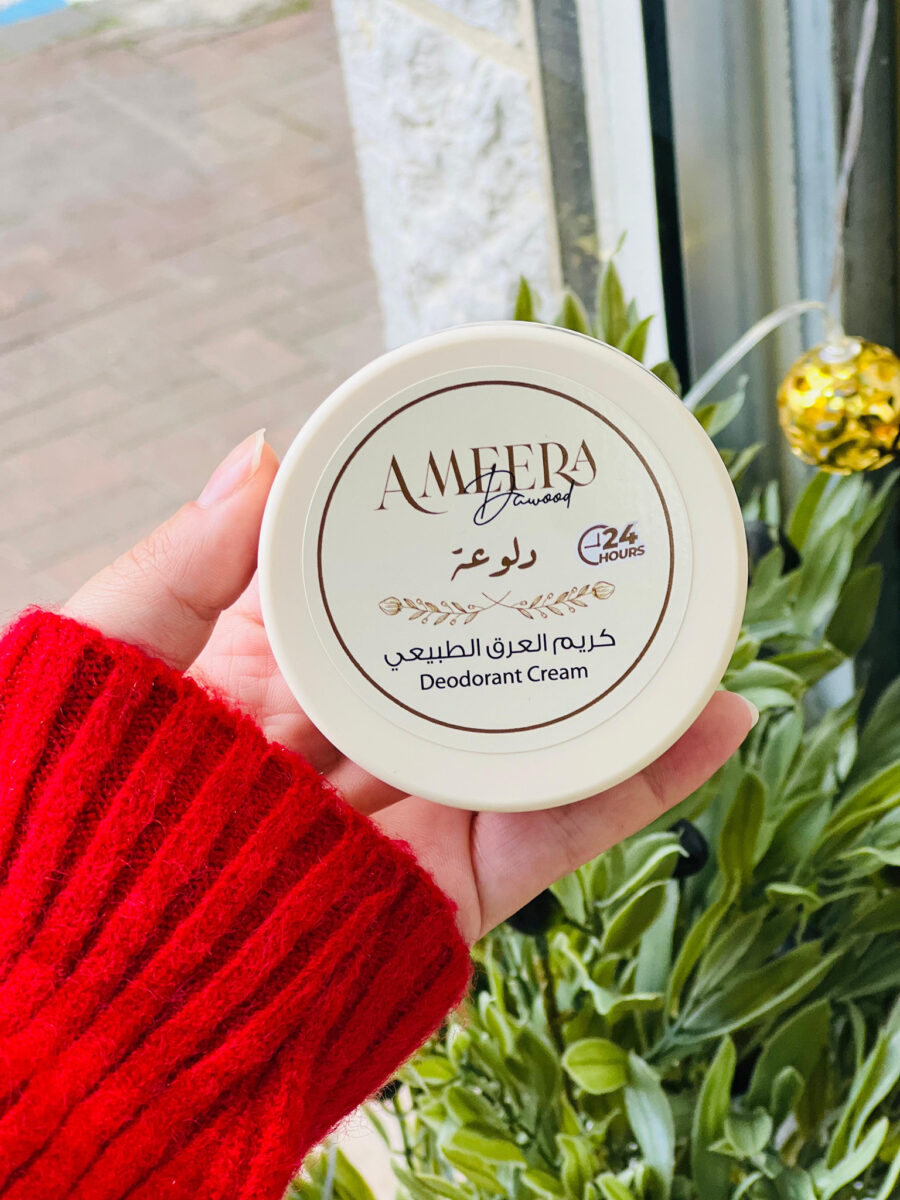 AMEERA
Dawood
دلوعة
24
HOURS
كريم العرق الطبيعي
Deodorant Cream